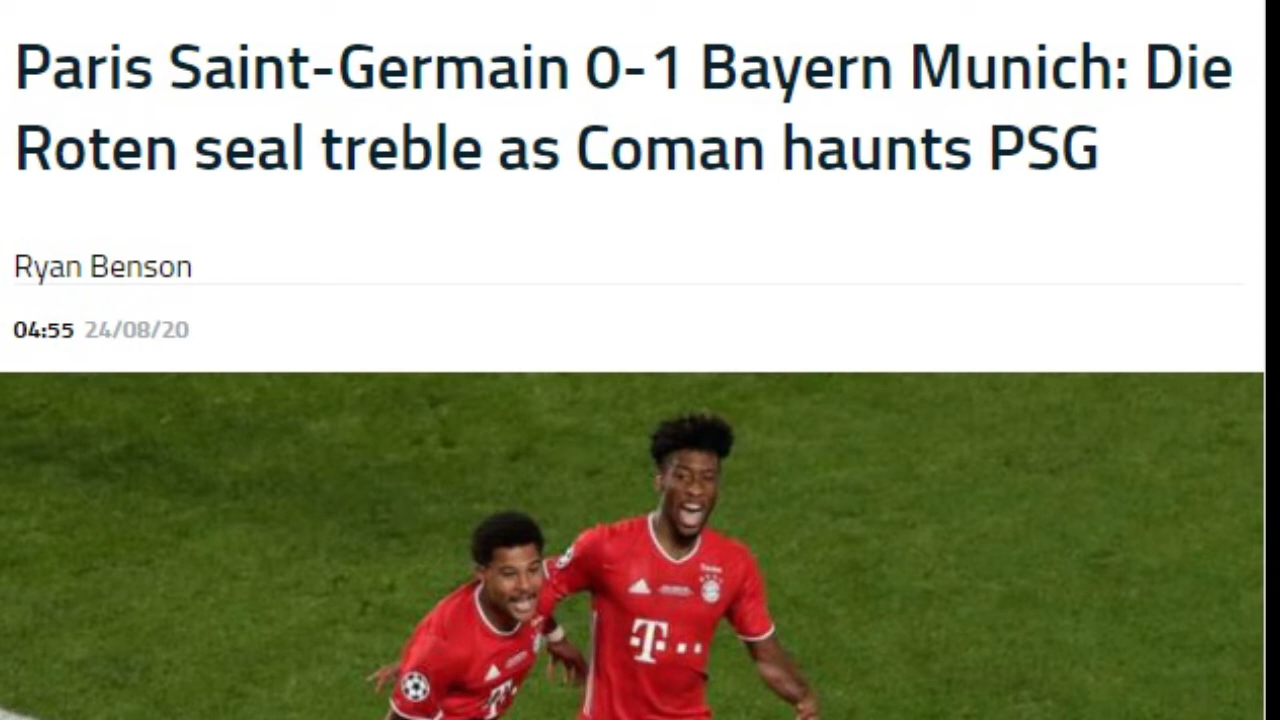 Paris Saint-Germain 0-1 Bayern Munich: Die
Roten seal treble as Coman haunts PSG
Ryan Benson
04:55 24/08/20
T
T